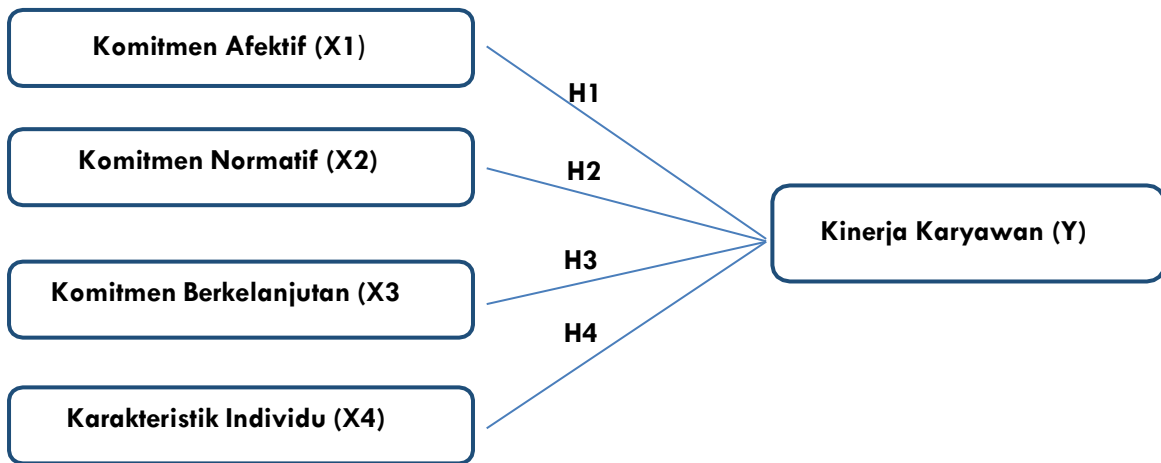 Komitmen Afektif (X1)
H1
Komitmen Normatif (X2)
H2
Kinerja Karyawan (Y)
H3
Komitmen Berkelanjutan (X3
H4
Karakteristik Individu (X4)